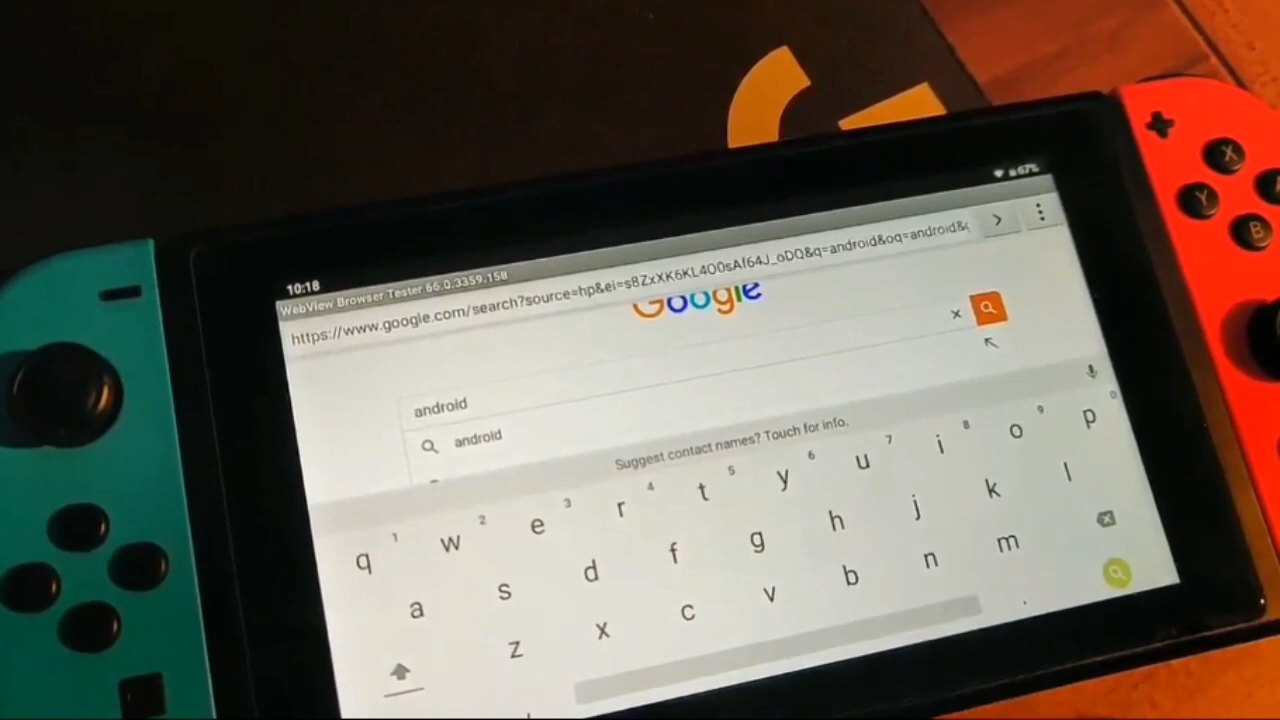 10:18
67%
WebView Browser Tester 66.0.3359.158
https://www.google.com/search?source=hp&ei=s8ZxXK6KL4O0sAf64J_oDQ&q=android&oq=android&
Google
android
android
Suggest contact names? Touch for info.
q 1 w 2 e 3 r 4 t 5 y 6 u 7 i 8 o 9 p 0
a s d f g h j k l
z x c v b n m
.
X
Y
A
B